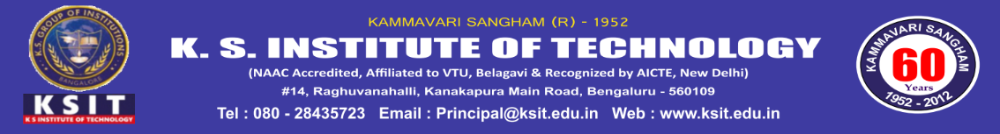 K.S. GROUP OF INSTITUTIONS
BANGALORE
KSIT
K S INSTITUTE OF TECHNOLOGY
KAMMAVARI SANGHAM (R) - 1952
K. S. INSTITUTE OF TECHNOLOGY
(NAAC Accredited, Affiliated to VTU, Belagavi & Recognized by AICTE, New Delhi)
#14, Raghuvanahalli, Kanakapura Main Road, Bengaluru - 560109
Tel : 080 - 28435723 Email : Principal@ksit.edu.in Web : www.ksit.edu.in
KAMMAVARI SANGHAM
60
Years
1952 - 2012